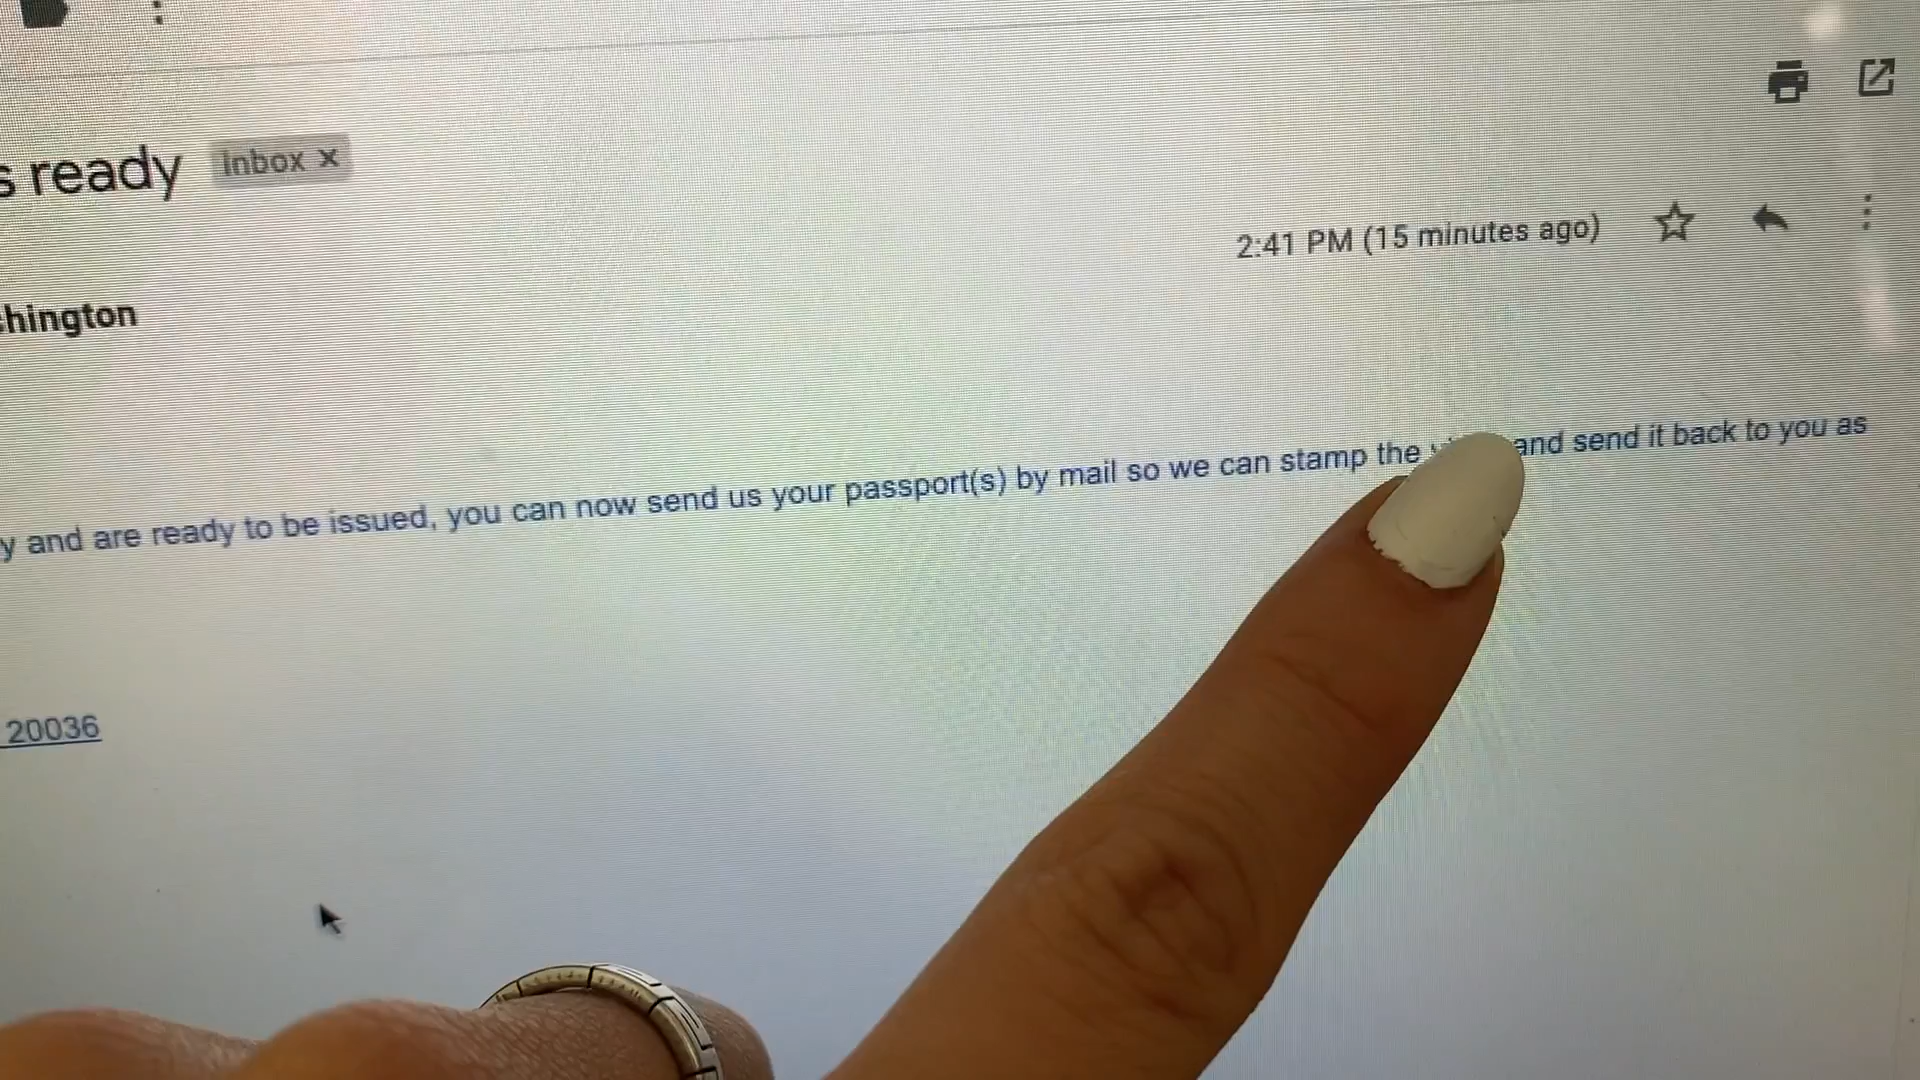 s ready Inbox ×
2:41 PM (15 minutes ago)
hington
y and are ready to be issued, you can now send us your passport(s) by mail so we can stamp the and send it back to you as
20036